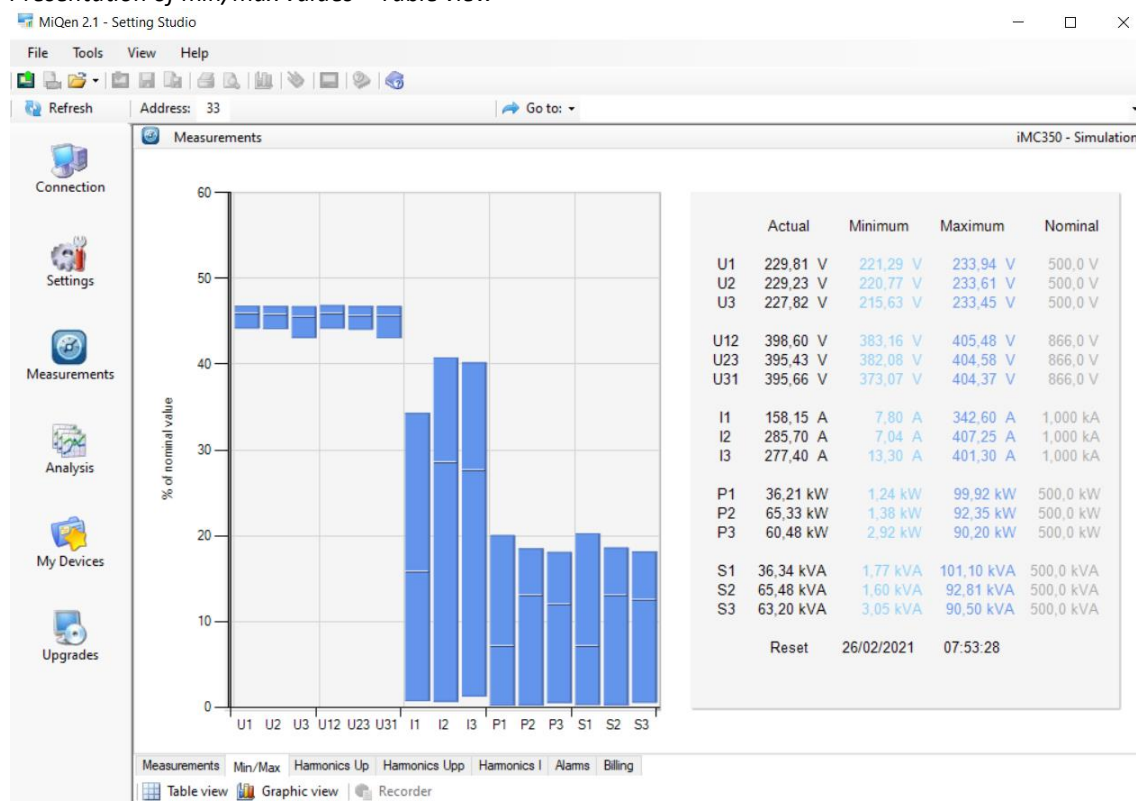 Presentation of min/max values – Table view
MiQen 2.1 - Setting Studio
File Tools View Help
Refresh Address: 33 Go to:
Measurements iMC350 - Simulation
Connection
Settings
Measurements
Analysis
My Devices
Upgrades
% of nominal value
60
50
40
30
20
10
0
U1 U2 U3 U12 U23 U31 I1 I2 I3 P1 P2 P3 S1 S2 S3
Actual Minimum Maximum Nominal
U1 229,81 V 221,29 V 233,94 V 500,0 V
U2 229,23 V 220,77 V 233,61 V 500,0 V
U3 227,82 V 215,63 V 233,45 V 500,0 V
U12 398,60 V 383,16 V 405,48 V 866,0 V
U23 395,43 V 382,08 V 404,58 V 866,0 V
U31 395,66 V 373,07 V 404,37 V 866,0 V
I1 158,15 A 7,80 A 342,60 A 1,000 kA
I2 285,70 A 7,04 A 407,25 A 1,000 kA
I3 277,40 A 13,30 A 401,30 A 1,000 kA
P1 36,21 kW 1,24 kW 99,92 kW 500,0 kW
P2 65,33 kW 1,38 kW 92,35 kW 500,0 kW
P3 60,48 kW 2,92 kW 90,20 kW 500,0 kW
S1 36,34 kVA 1,77 kVA 101,10 kVA 500,0 kVA
S2 65,48 kVA 1,60 kVA 92,81 kVA 500,0 kVA
S3 63,20 kVA 3,05 kVA 90,50 kVA 500,0 kVA
Reset 26/02/2021 07:53:28
Measurements Min/Max Harmonics Up Harmonics Upp Harmonics I Alarms Billing
Table view Graphic view Recorder